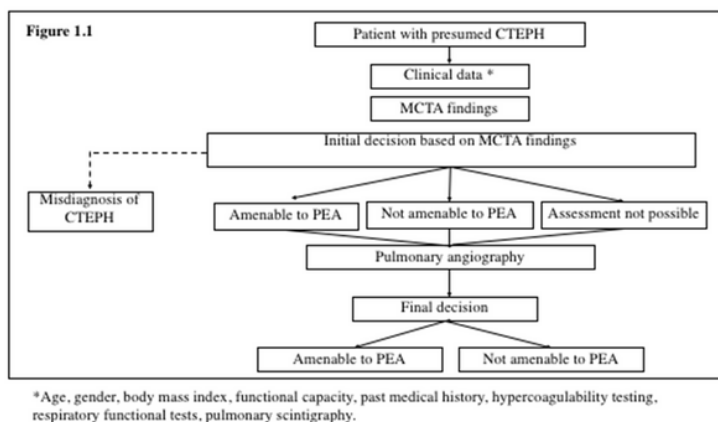 Figure 1.1
Patient with presumed CTEPH
Clinical data *
MCTA findings
Initial decision based on MCTA findings
Misdiagnosis of
CTEPH
Amenable to PEA
Not amenable to PEA
Assessment not possible
Pulmonary angiography
Final decision
Amenable to PEA
Not amenable to PEA
*Age, gender, body mass index, functional capacity, past medical history, hypercoagulability testing,
respiratory functional tests, pulmonary scintigraphy.